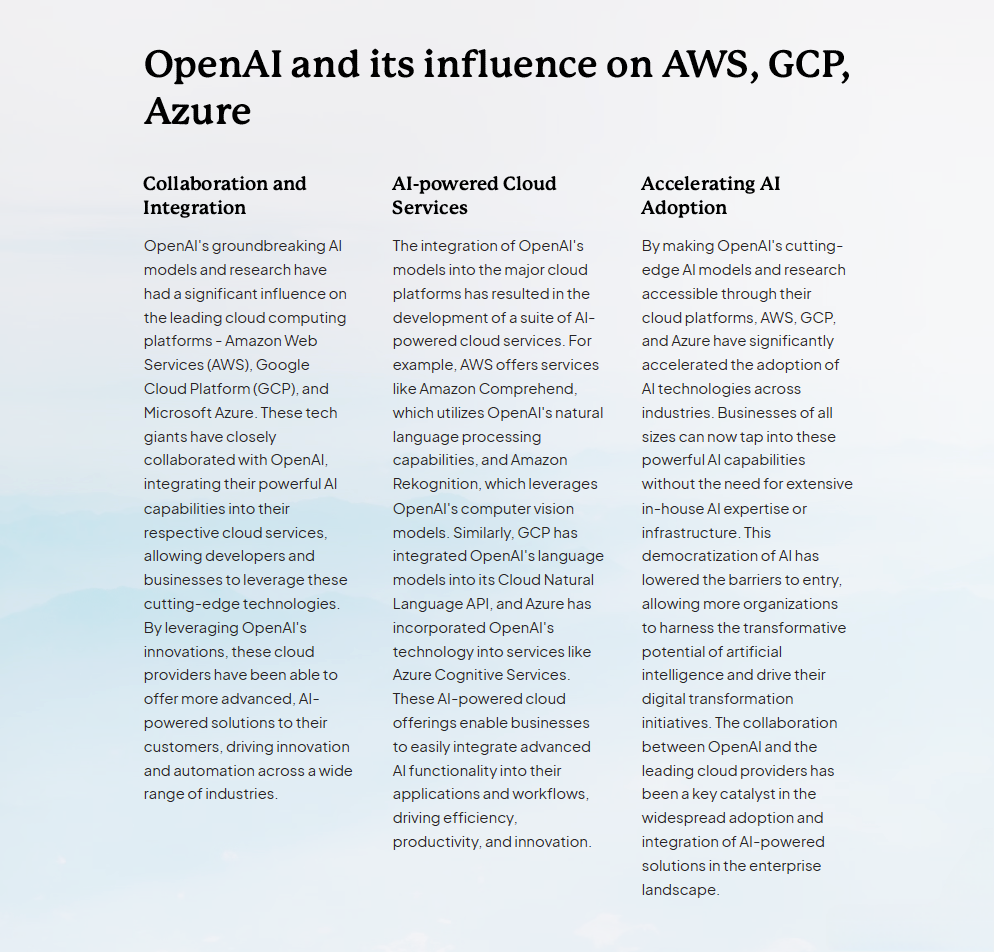 OpenAI and its influence on AWS, GCP,
Azure
Collaboration and
Integration
OpenAI's groundbreaking AI
models and research have
had a significant influence on
the leading cloud computing
platforms - Amazon Web
Services (AWS), Google
Cloud Platform (GCP), and
Microsoft Azure. These tech
giants have closely
collaborated with OpenAI,
integrating their powerful AI
capabilities into their
respective cloud services,
allowing developers and
businesses to leverage these
cutting-edge technologies.
By leveraging OpenAI's
innovations, these cloud
providers have been able to
offer more advanced, AI-
powered solutions to their
customers, driving innovation
and automation across a wide
range of industries.
AI-powered Cloud
Services
The integration of OpenAI's
models into the major cloud
platforms has resulted in the
development of a suite of AI-
powered cloud services. For
example, AWS offers services
like Amazon Comprehend,
which utilizes OpenAI's natural
language processing
capabilities, and Amazon
Rekognition, which leverages
OpenAI's computer vision
models. Similarly, GCP has
integrated OpenAI's language
models into its Cloud Natural
Language API, and Azure has
incorporated OpenAI's
technology into services like
Azure Cognitive Services.
These AI-powered cloud
offerings enable businesses
to easily integrate advanced
AI functionality into their
applications and workflows,
driving efficiency,
productivity, and innovation.
Accelerating AI
Adoption
By making OpenAI's cutting-
edge AI models and research
accessible through their
cloud platforms, AWS, GCP,
and Azure have significantly
accelerated the adoption of
AI technologies across
industries. Businesses of all
sizes can now tap into these
powerful AI capabilities
without the need for extensive
in-house AI expertise or
infrastructure. This
democratization of AI has
lowered the barriers to entry,
allowing more organizations
to harness the transformative
potential of artificial
intelligence and drive their
digital transformation
initiatives. The collaboration
between OpenAI and the
leading cloud providers has
been a key catalyst in the
widespread adoption and
integration of AI-powered
solutions in the enterprise
landscape.